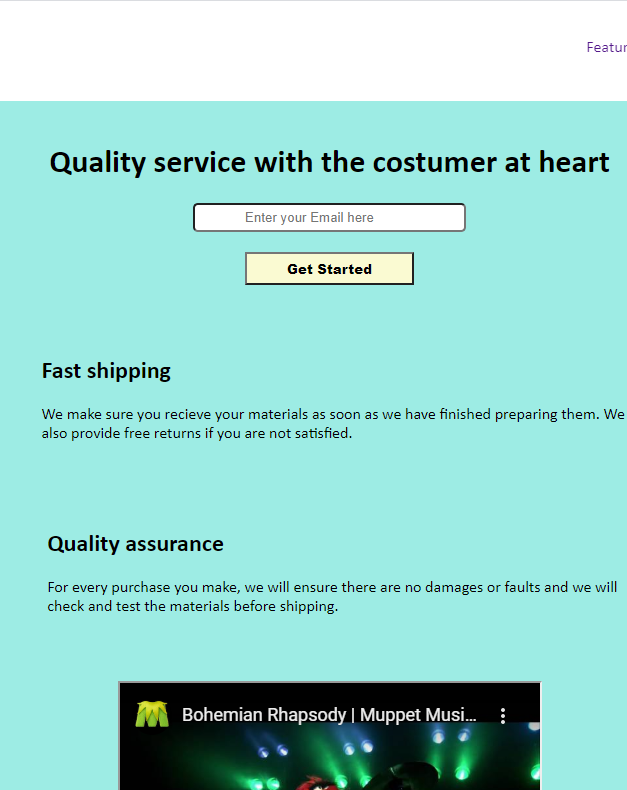 Featur
Quality service with the costumer at heart
Enter your Email here
Get Started
Fast shipping
We make sure you recieve your materials as soon as we have finished preparing them. We
also provide free returns if you are not satisfied.
Quality assurance
For every purchase you make, we will ensure there are no damages or faults and we will
check and test the materials before shipping.
Bohemian Rhapsody | Muppet Musi...